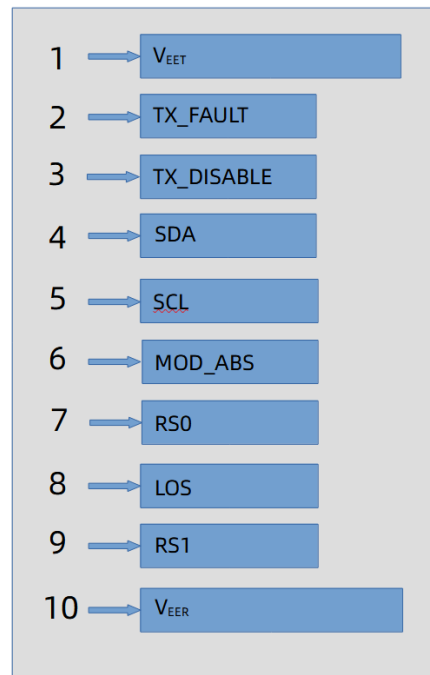 1 VEET
2 TX_FAULT
3 TX_DISABLE
4 SDA
5 SCL
6 MOD_ABS
7 RS0
8 LOS
9 RS1
10 VEER